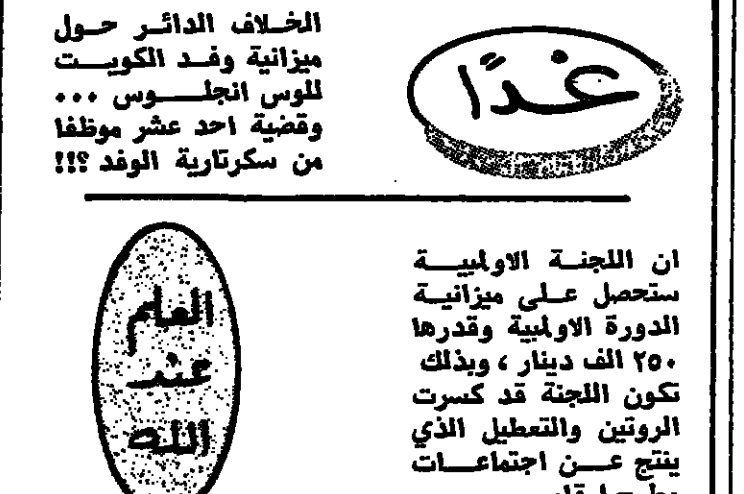 غدًا
الخلاف الدائر حول
ميزانية وفد الكويت
للوس انجلوس ...
وقضية احد عشر موظفا
من سكرتارية الوفد ؟!!
ان اللجنة الاولمبية
ستحصل على ميزانية
الدورة الاولمبية وقدرها
٢٥٠ الف دينار ، وبذلك
تكون اللجنة قد كسرت
الروتين والتعطيل الذي
ينتج عن اجتماعات
العلم
عند
الله